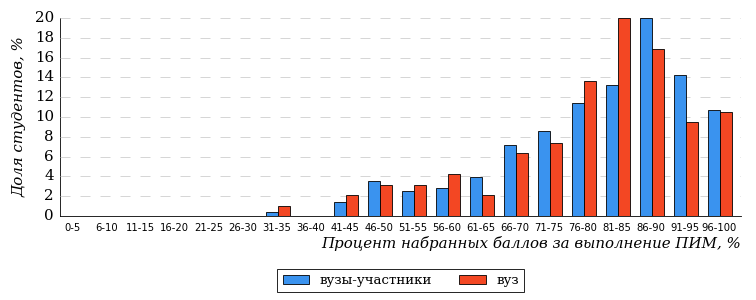 Доля студентов, %
20
18
16
14
12
10
8
6
4
2
0
0-5 6-10 11-15 16-20 21-25 26-30 31-35 36-40 41-45 46-50 51-55 56-60 61-65 66-70 71-75 76-80 81-85 86-90 91-95 96-100
Процент набранных баллов за выполнение ПИМ, %
вузы-участники вуз